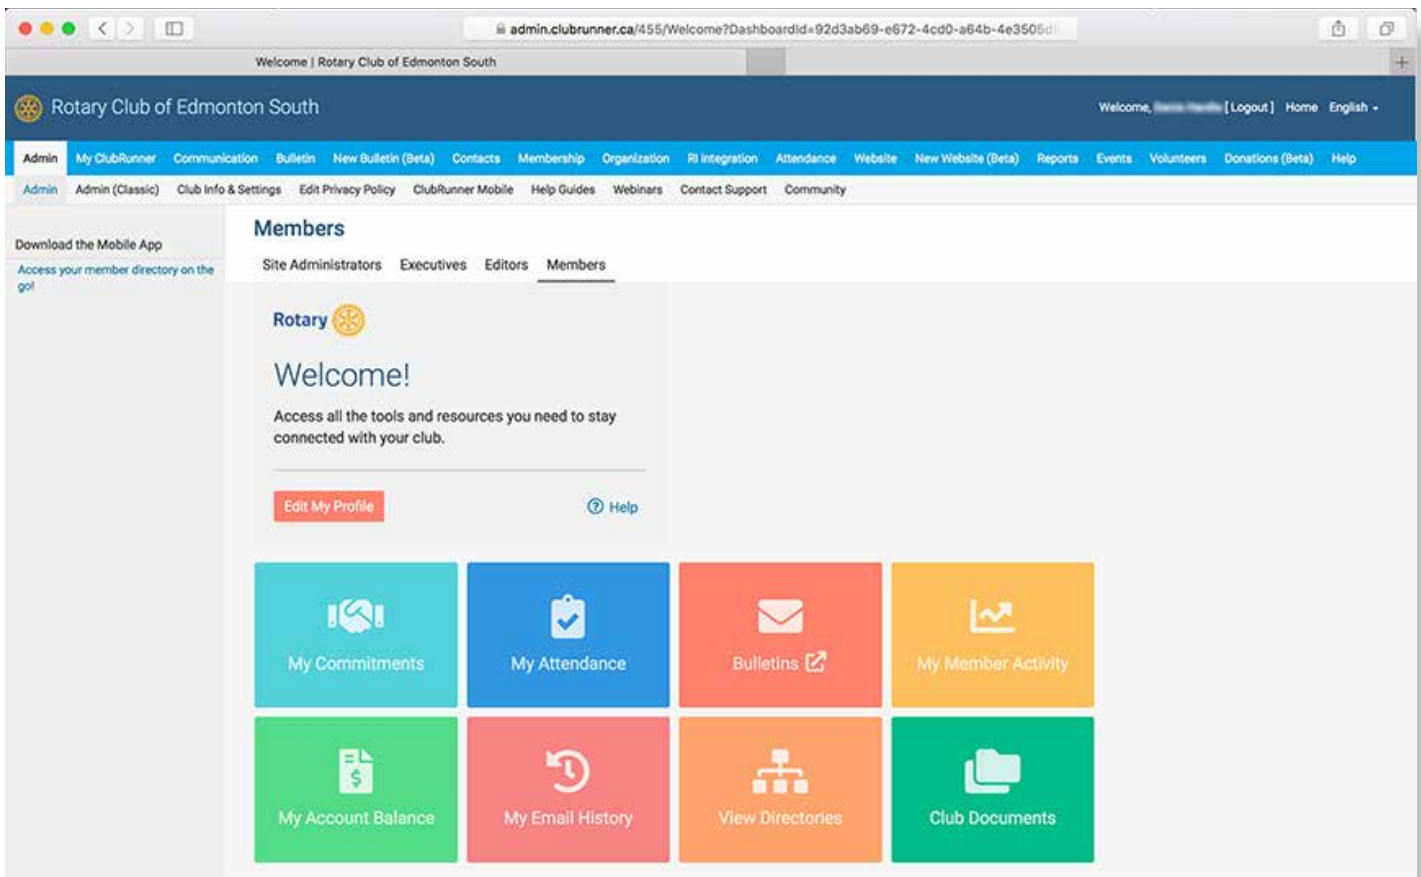 admin.clubrunner.ca/455/Welcome?DashboardId=92d3ab69-e672-4cd0-a64b-4e3505d
Welcome | Rotary Club of Edmonton South
Rotary Club of Edmonton South
Welcome, [Logout] Home English
Admin My ClubRunner Communication Bulletin New Bulletin (Beta) Contacts Membership Organization RI Integration Attendance Website New Website (Beta) Reports Events Volunteers Donations (Beta) Help
Admin Admin (Classic) Club Info & Settings Edit Privacy Policy ClubRunner Mobile Help Guides Webinars Contact Support Community
Download the Mobile App
Access your member directory on the
go!
Members
Site Administrators Executives Editors Members
Rotary
Welcome!
Access all the tools and resources you need to stay
connected with your club.
Edit My Profile
? Help
My Commitments
My Attendance
Bulletins
My Member Activity
$
My Account Balance
My Email History
View Directories
Club Documents